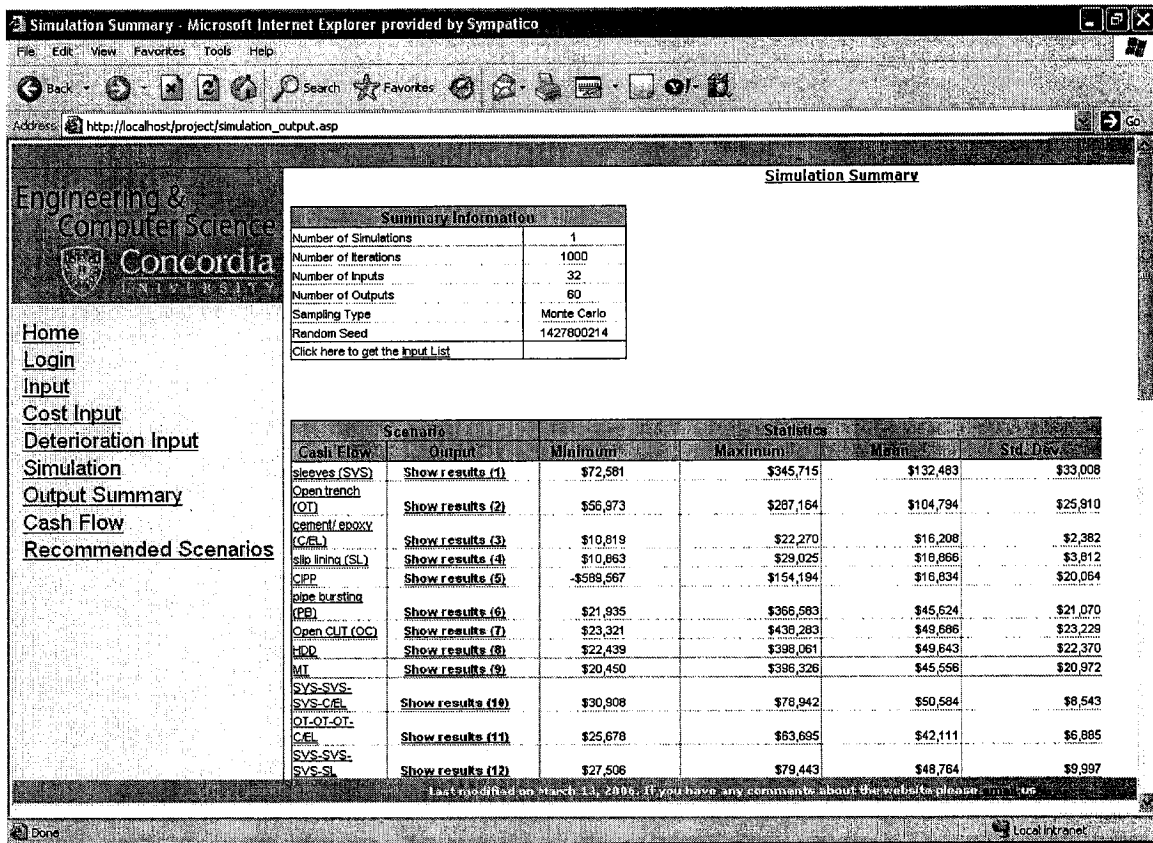 Simulation Summary - Microsoft Internet Explorer provided by Sympatico
File Edit View Favorites Tools Help
Back Search Favorites
Address http://localhost/project/simulation_output.asp Go
Simulation Summary
Engineering &
Computer Science
Concordia
UNIVERSITY
Home
Login
Input
Cost Input
Deterioration Input
Simulation
Output Summary
Cash Flow
Recommended Scenarios
Summary Information
Number of Simulations 1
Number of Iterations 1000
Number of Inputs 32
Number of Outputs 60
Sampling Type Monte Carlo
Random Seed 1427800214
Click here to get the Input List
Scenario Statistics
Cash Flow Output Minimum Maximum Mean Std. Dev.
sleeves (SVS) Show results (1) $72,581 $345,715 $132,483 $33,008
Open trench
(OT) Show results (2) $56,973 $287,164 $104,794 $25,910
cement/ epoxy
(C/EL) Show results (3) $10,819 $22,270 $16,208 $2,382
slip lining (SL) Show results (4) $10,863 $29,025 $18,866 $3,812
CIPP Show results (5) -$589,567 $154,194 $16,834 $20,064
pipe bursting
(PB) Show results (6) $21,935 $366,583 $45,624 $21,070
Open CUT (OC) Show results (7) $23,321 $438,283 $49,686 $23,229
HDD Show results (8) $22,439 $398,061 $49,643 $22,370
MT Show results (9) $20,450 $396,326 $45,556 $20,972
SVS-SVS-
SVS-C/EL Show results (10) $30,908 $78,942 $50,584 $8,543
OT-OT-OT-
C/EL Show results (11) $25,678 $63,695 $42,111 $6,885
SVS-SVS-
SVS-SL Show results (12) $27,506 $79,443 $48,764 $9,997
Last modified on March 13, 2006. If you have any comments about the website please email us
Done Local intranet